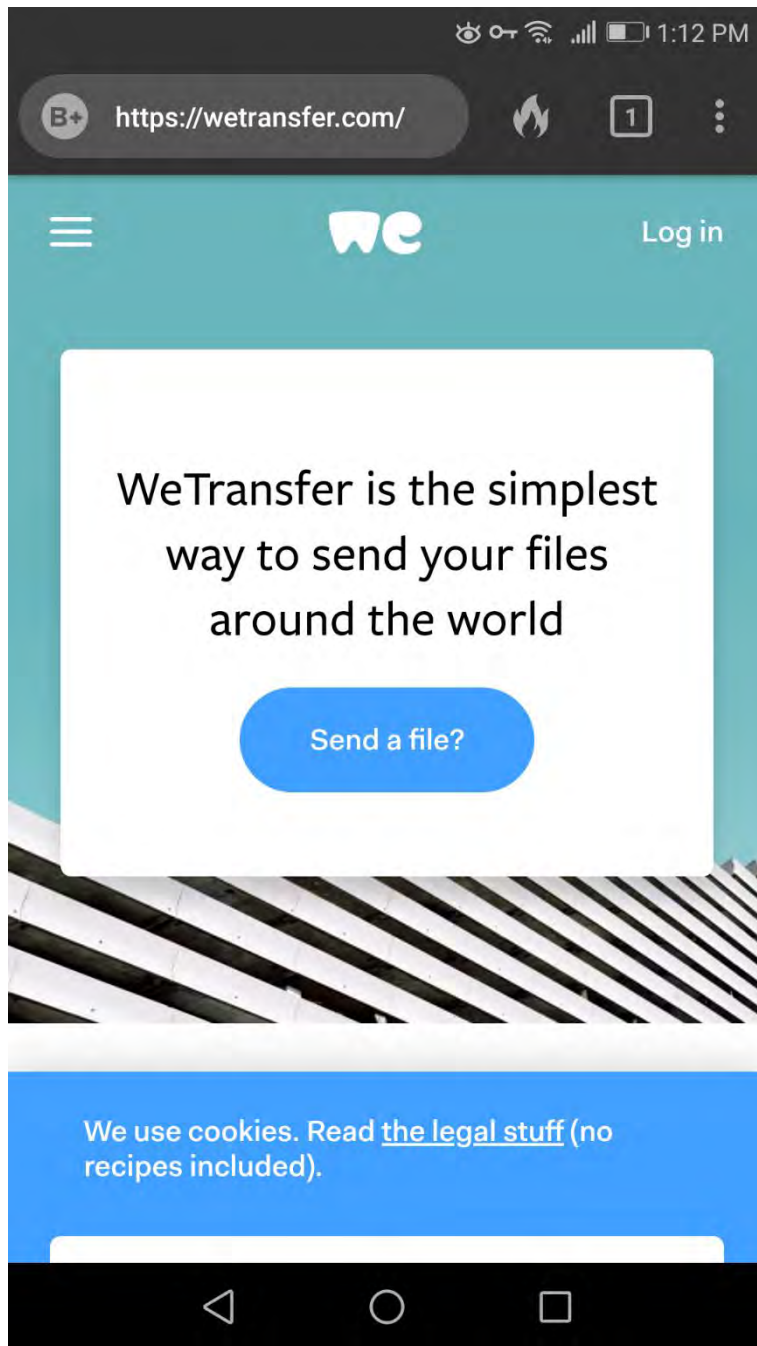 1:12 PM
B+ https://wetransfer.com/ 1
we Log in
WeTransfer is the simplest
way to send your files
around the world
Send a file?
We use cookies. Read the legal stuff (no
recipes included).